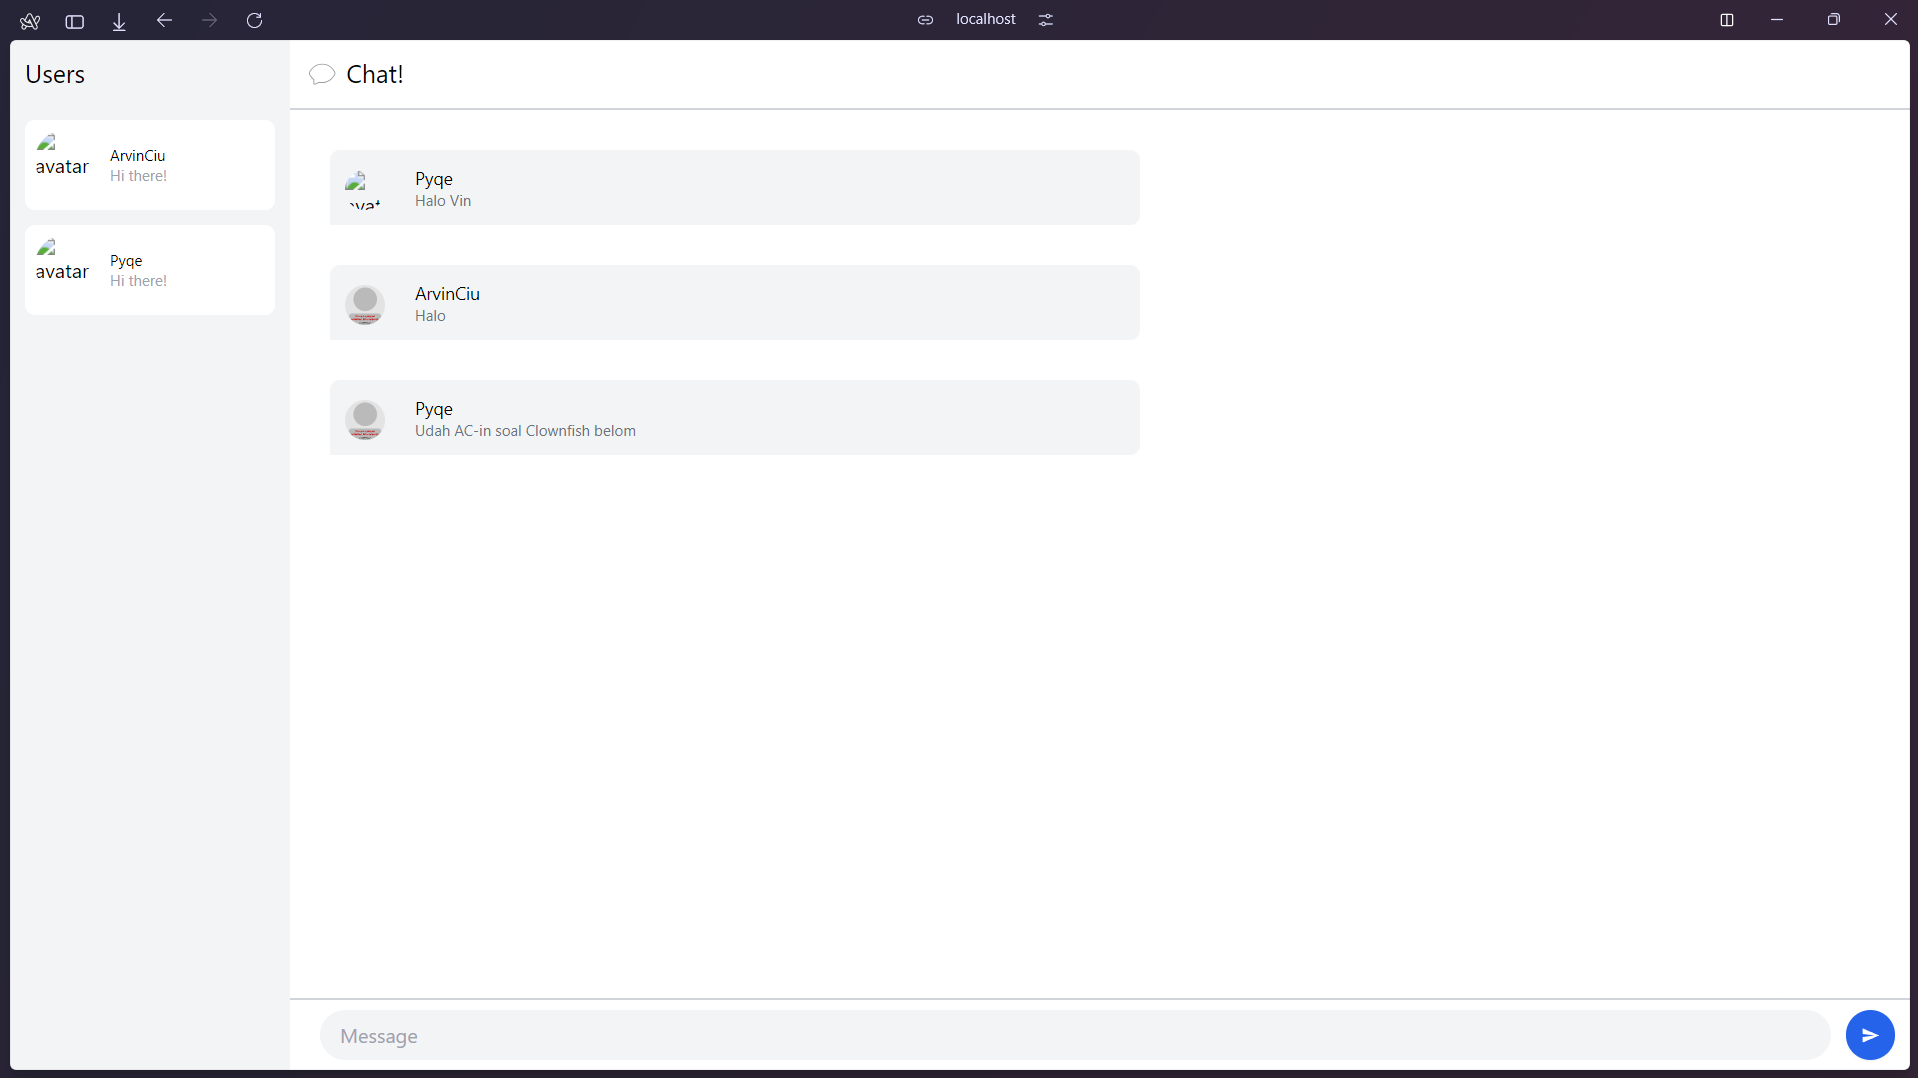 localhost
Users
Chat!
avatar
ArvinCiu
Hi there!
avatar
Pyqe
Hi there!
Pyqe
Halo Vin
ArvinCiu
Halo
Pyqe
Udah AC-in soal Clownfish belom
Message